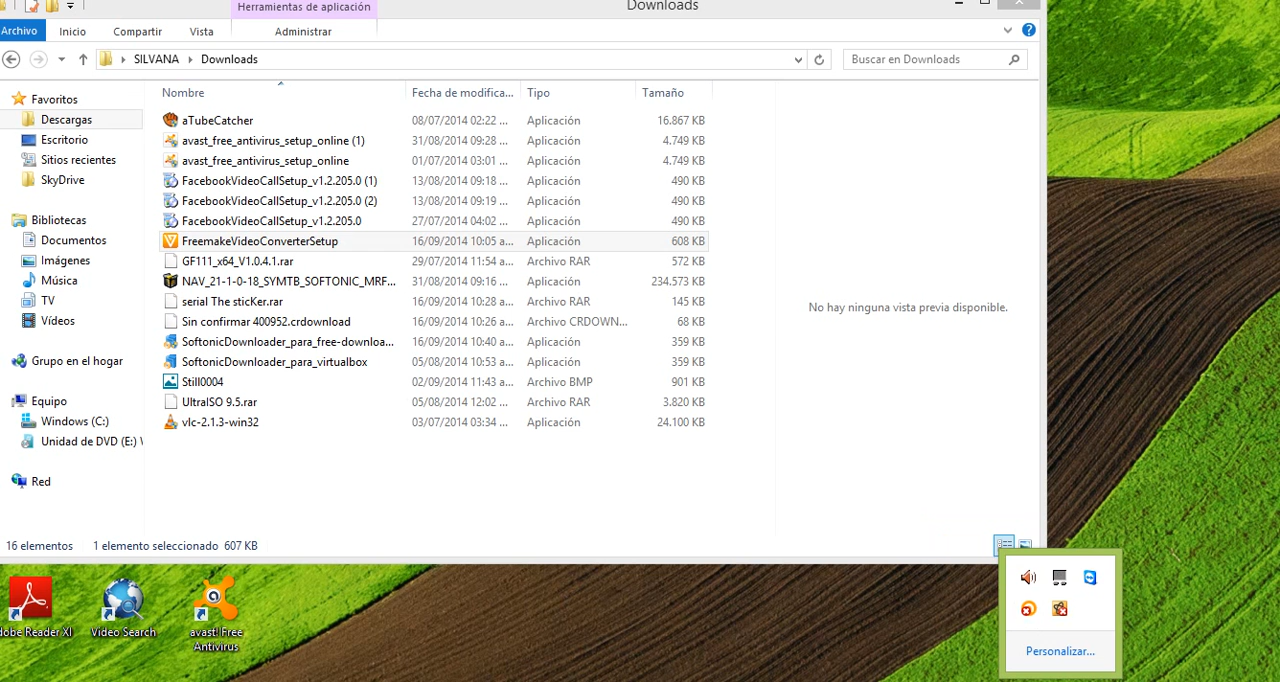 Herramientas de aplicación
Downloads
Archivo
Inicio
Compartir
Vista
Administrar
SILVANA
Downloads
Buscar en Downloads
Nombre
Fecha de modifica...
Tipo
Tamaño
Favoritos
Descargas
Escritorio
Sitios recientes
SkyDrive
Bibliotecas
Documentos
Imágenes
Música
TV
Vídeos
Grupo en el hogar
Equipo
Windows (C:)
Unidad de DVD (E:)
Red
aTubeCatcher 08/07/2014 02:22 ... Aplicación 16.867 KB
avast_free_antivirus_setup_online (1) 31/08/2014 09:28 ... Aplicación 4.749 KB
avast_free_antivirus_setup_online 01/07/2014 03:01 ... Aplicación 4.749 KB
FacebookVideoCallSetup_v1.2.205.0 (1) 13/08/2014 09:18 ... Aplicación 490 KB
FacebookVideoCallSetup_v1.2.205.0 (2) 13/08/2014 09:19 ... Aplicación 490 KB
FacebookVideoCallSetup_v1.2.205.0 27/07/2014 04:02 ... Aplicación 490 KB
FreemakeVideoConverterSetup 16/09/2014 10:05 a... Aplicación 608 KB
GF111_x64_V1.0.4.1.rar 29/07/2014 11:54 a... Archivo RAR 572 KB
NAV_21-1-0-18_SYMTB_SOFTONIC_MRF... 31/08/2014 09:16 ... Aplicación 234.573 KB
serial The sticKer.rar 16/09/2014 10:28 a... Archivo RAR 145 KB
Sin confirmar 400952.crdownload 16/09/2014 10:26 a... Archivo CRDOWN... 68 KB
SoftonicDownloader_para_free-downloa... 16/09/2014 10:40 a... Aplicación 359 KB
SoftonicDownloader_para_virtualbox 05/08/2014 10:53 a... Aplicación 359 KB
Still0004 02/09/2014 11:43 a... Archivo BMP 901 KB
UltraISO 9.5.rar 05/08/2014 12:02 ... Archivo RAR 3.820 KB
vlc-2.1.3-win32 03/07/2014 03:34 ... Aplicación 24.100 KB
No hay ninguna vista previa disponible.
16 elementos 1 elemento seleccionado 607 KB
dobe Reader XI
Video Search
avast! Free
Antivirus
Personalizar...